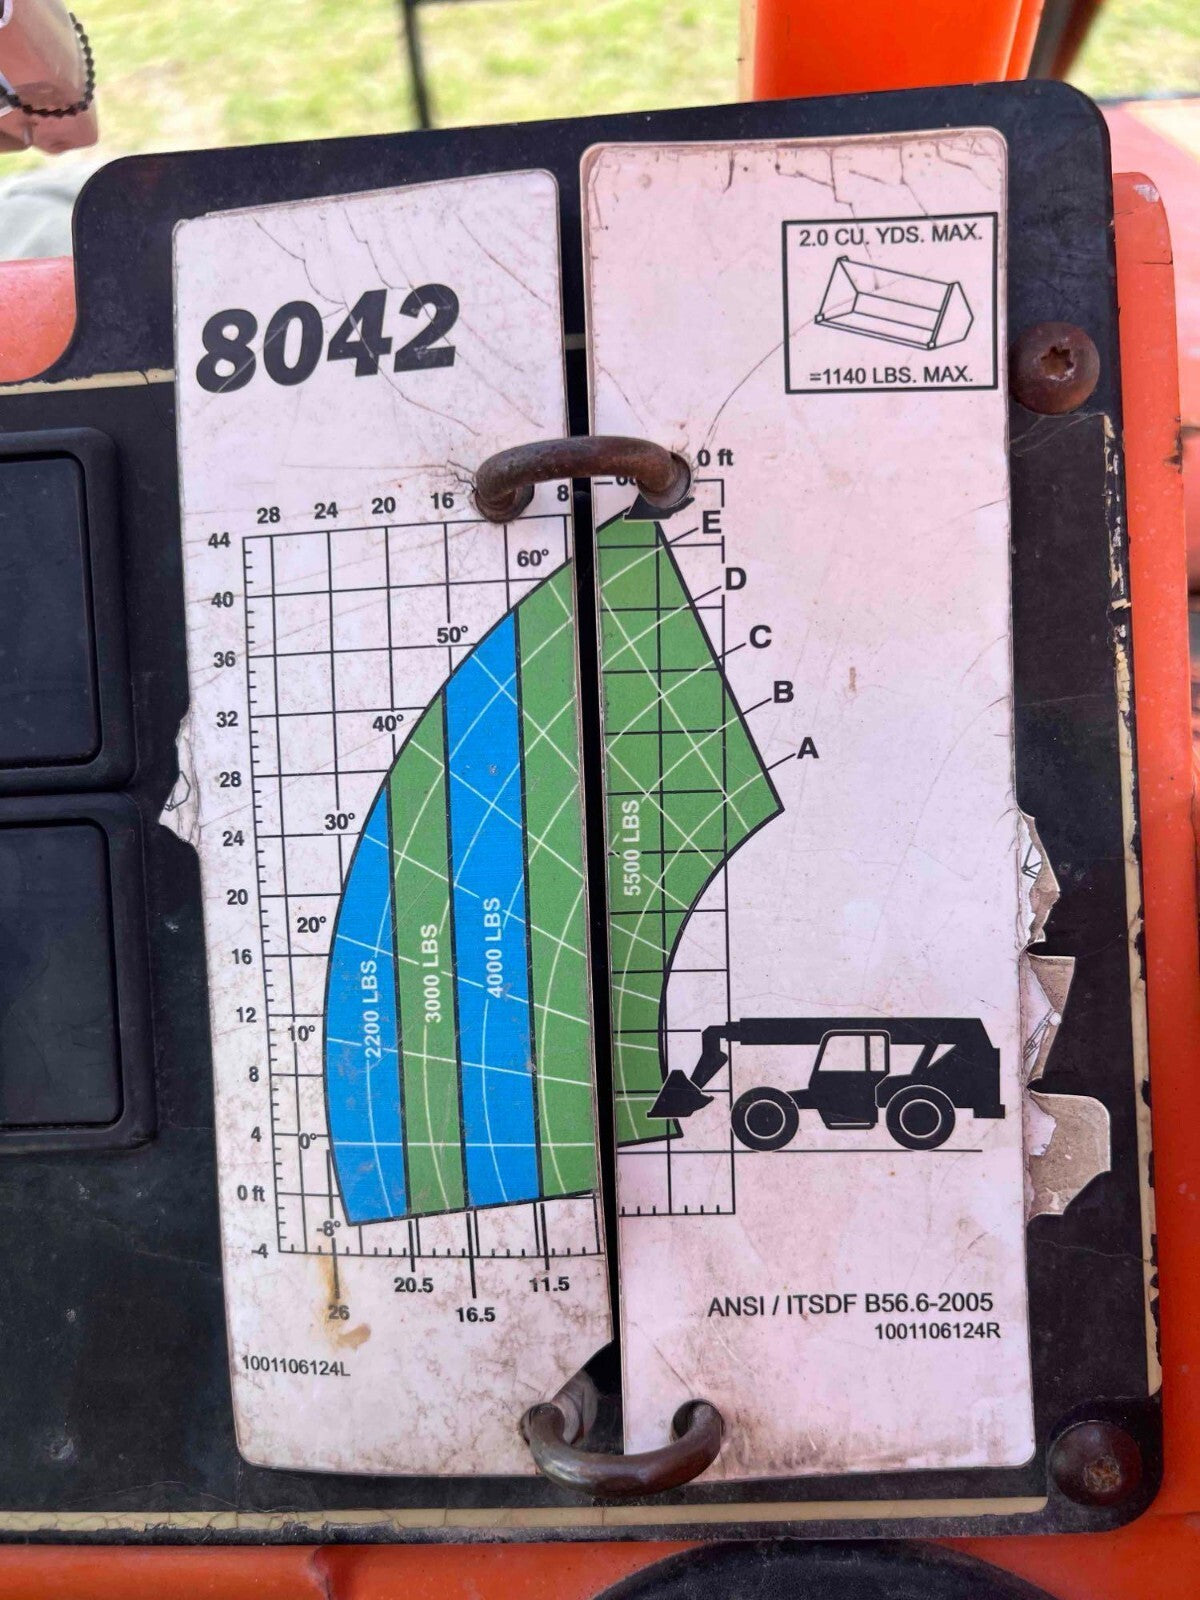 8042
2.0 CU. YDS. MAX.
=1140 LBS. MAX.
28 24 20 16 8 0 ft
44
40
36
32
28
24
20
16
12
8
4
0 ft
-4
60°
50°
40°
30°
20°
10°
0°
-8°
E
D
C
B
A
2200 LBS
3000 LBS
4000 LBS
5500 LBS
20.5 11.5
26 16.5
1001106124L
ANSI / ITSDF B56.6-2005
1001106124R